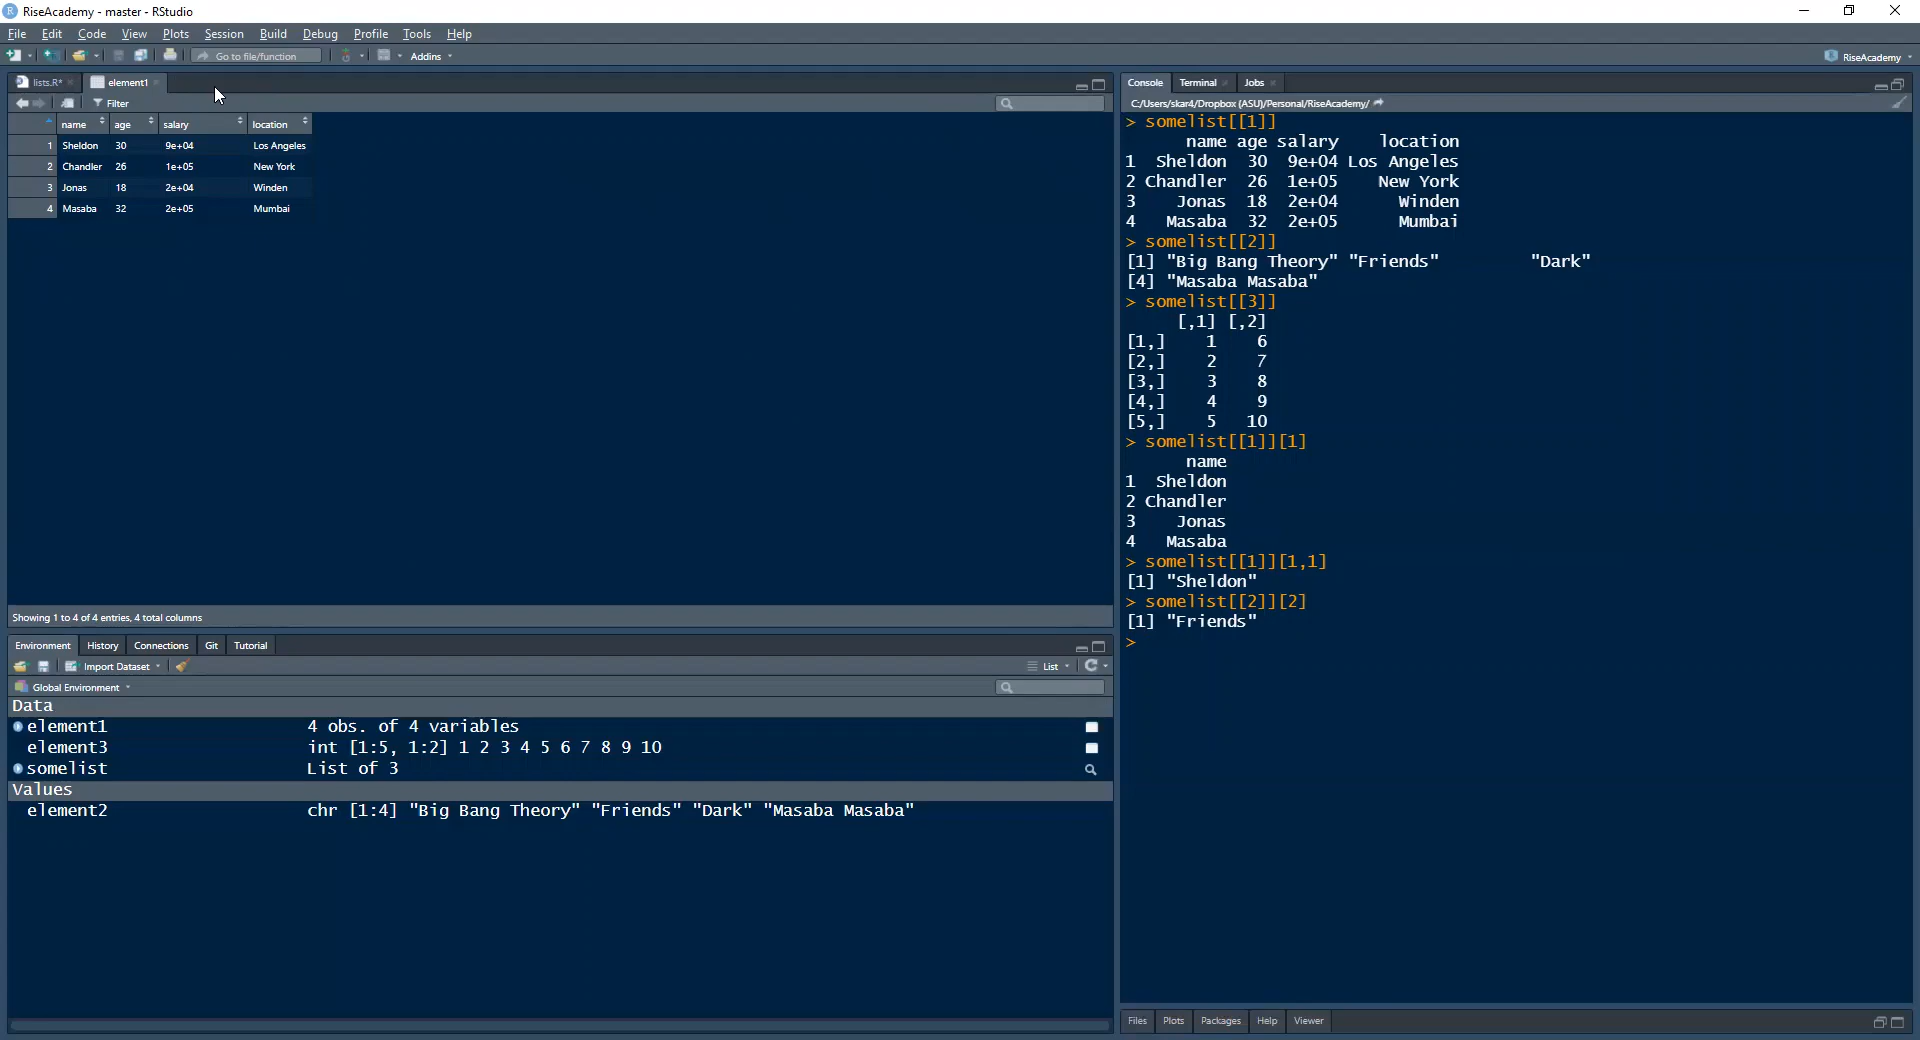 RiseAcademy - master - RStudio
File Edit Code View Plots Session Build Debug Profile Tools Help
Go to file/function Addins RiseAcademy
lists.R* element1
Filter
name age salary location
1 Sheldon 30 9e+04 Los Angeles
2 Chandler 26 1e+05 New York
3 Jonas 18 2e+04 Winden
4 Masaba 32 2e+05 Mumbai
Showing 1 to 4 of 4 entries, 4 total columns
Environment History Connections Git Tutorial
Import Dataset List
Global Environment
Data
element1 4 obs. of 4 variables
element3 int [1:5, 1:2] 1 2 3 4 5 6 7 8 9 10
somelist List of 3
Values
element2 chr [1:4] "Big Bang Theory" "Friends" "Dark" "Masaba Masaba"
Console Terminal Jobs
C:/Users/skar4/Dropbox (ASU)/Personal/RiseAcademy/
> somelist[[1]]
name age salary location
1 Sheldon 30 9e+04 Los Angeles
2 Chandler 26 1e+05 New York
3 Jonas 18 2e+04 Winden
4 Masaba 32 2e+05 Mumbai
> somelist[[2]]
[1] "Big Bang Theory" "Friends" "Dark"
[4] "Masaba Masaba"
> somelist[[3]]
[,1] [,2]
[1,] 1 6
[2,] 2 7
[3,] 3 8
[4,] 4 9
[5,] 5 10
> somelist[[1]][1]
name
1 Sheldon
2 Chandler
3 Jonas
4 Masaba
> somelist[[1]][1,1]
[1] "Sheldon"
> somelist[[2]][2]
[1] "Friends"
>
Files Plots Packages Help Viewer